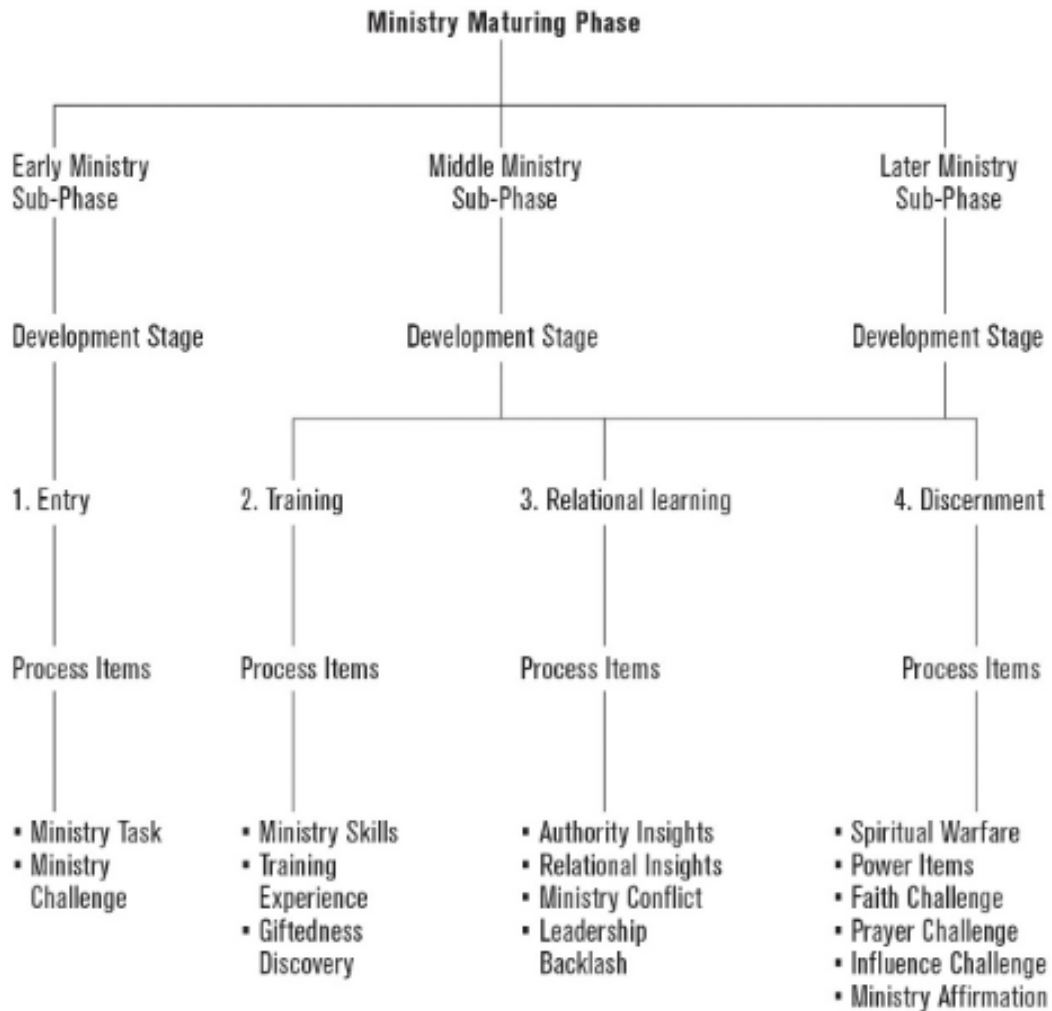 Ministry Maturing Phase
Early Ministry
Sub-Phase
Middle Ministry
Sub-Phase
Later Ministry
Sub-Phase
Development Stage
Development Stage
Development Stage
1. Entry
2. Training
3. Relational learning
4. Discernment
Process Items
Process Items
Process Items
Process Items
▪ Ministry Task
▪ Ministry
Challenge
▪ Ministry Skills
▪ Training
Experience
▪ Giftedness
Discovery
▪ Authority Insights
▪ Relational Insights
▪ Ministry Conflict
▪ Leadership
Backlash
▪ Spiritual Warfare
▪ Power Items
▪ Faith Challenge
▪ Prayer Challenge
▪ Influence Challenge
▪ Ministry Affirmation